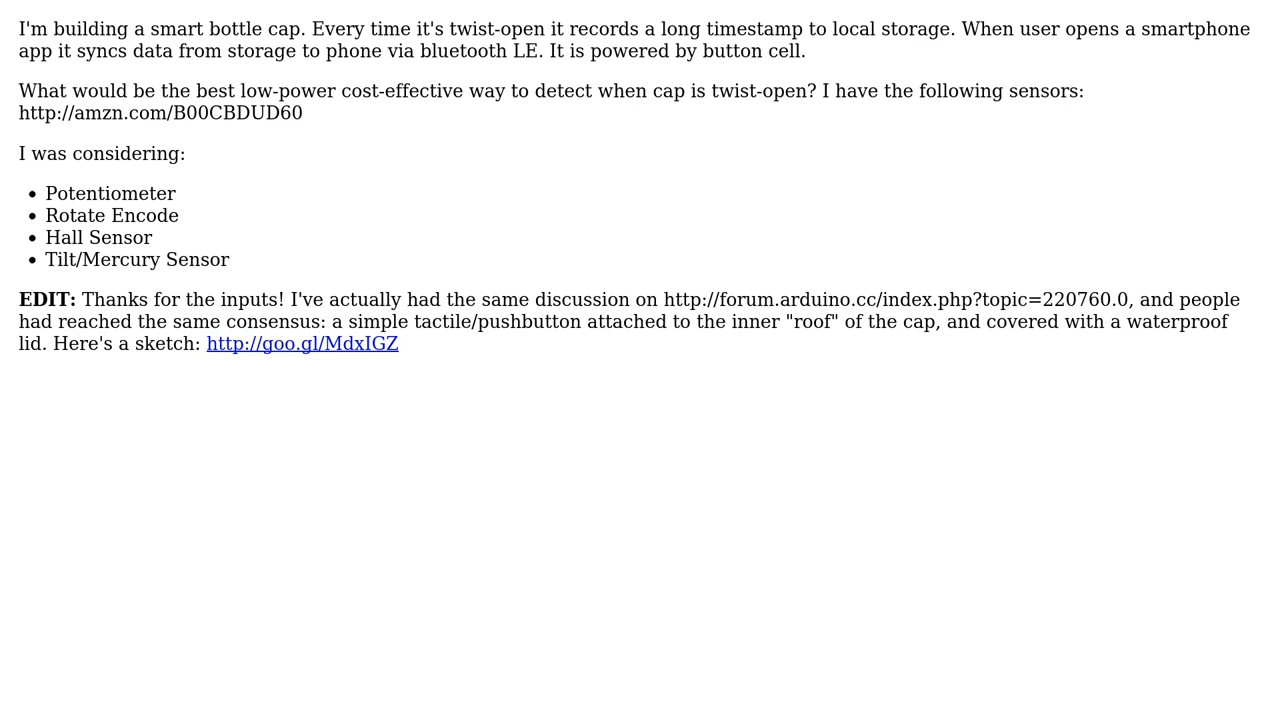 I'm building a smart bottle cap. Every time it's twist-open it records a long timestamp to local storage. When user opens a smartphone
app it syncs data from storage to phone via bluetooth LE. It is powered by button cell.
What would be the best low-power cost-effective way to detect when cap is twist-open? I have the following sensors:
http://amzn.com/B00CBDUD60
I was considering:
• Potentiometer
• Rotate Encode
• Hall Sensor
• Tilt/Mercury Sensor
EDIT: Thanks for the inputs! I've actually had the same discussion on http://forum.arduino.cc/index.php?topic=220760.0, and people
had reached the same consensus: a simple tactile/pushbutton attached to the inner "roof" of the cap, and covered with a waterproof
lid. Here's a sketch: http://goo.gl/MdxIGZ